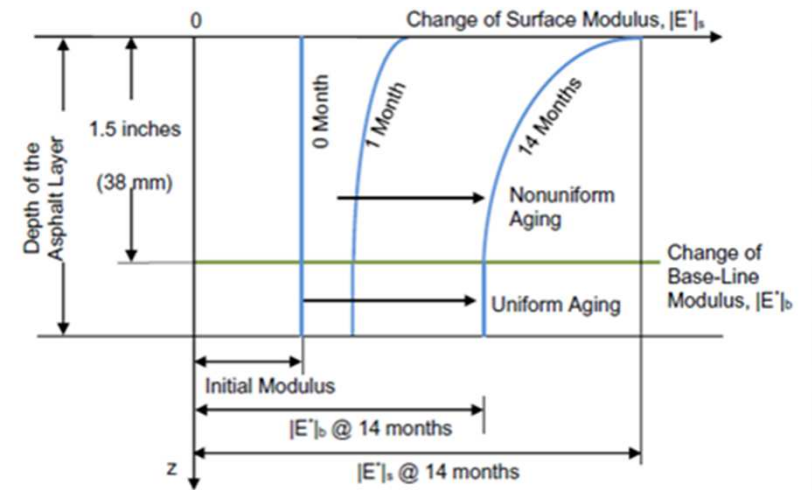 0
Change of Surface Modulus, |E*|s
Depth of the
Asphalt Layer
1.5 inches
(38 mm)
0 Month
1 Month
14 Months
Nonuniform
Aging
Change of
Base-Line
Modulus, |E*|b
Uniform Aging
Initial Modulus
|E*|b @ 14 months
z
|E*|s @ 14 months